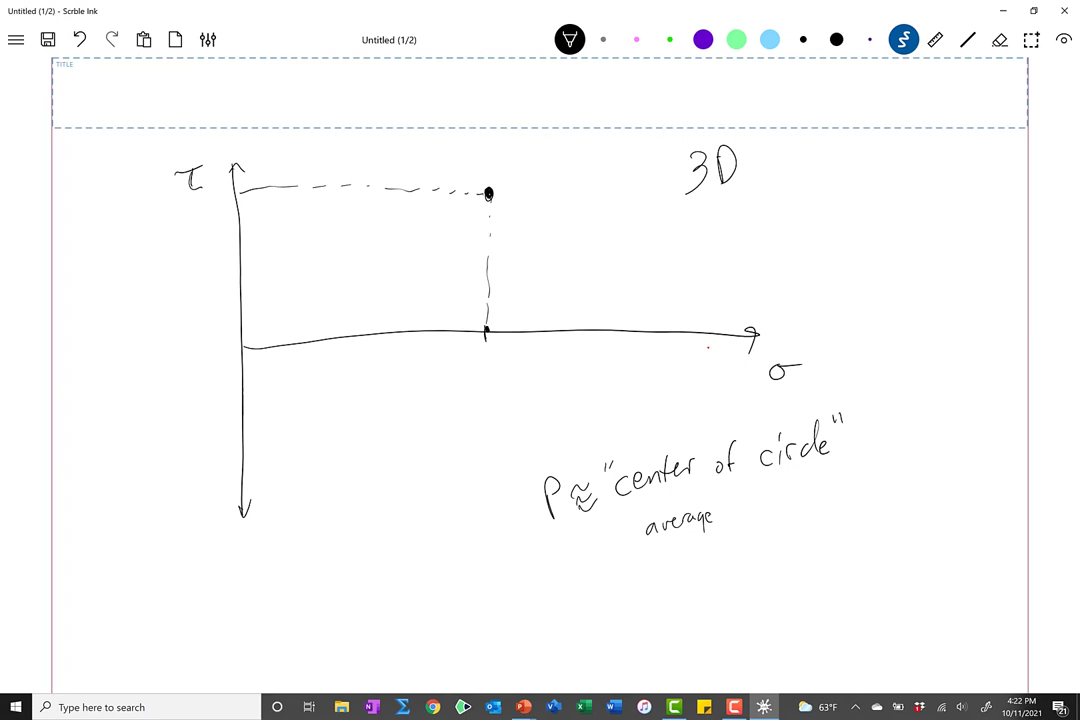 Untitled (1/2) - Scrble Ink
Untitled (1/2)
TITLE
τ
3D
σ
P ≈ "center of circle"
average
Type here to search
63°F
4:22 PM
10/11/2021
21